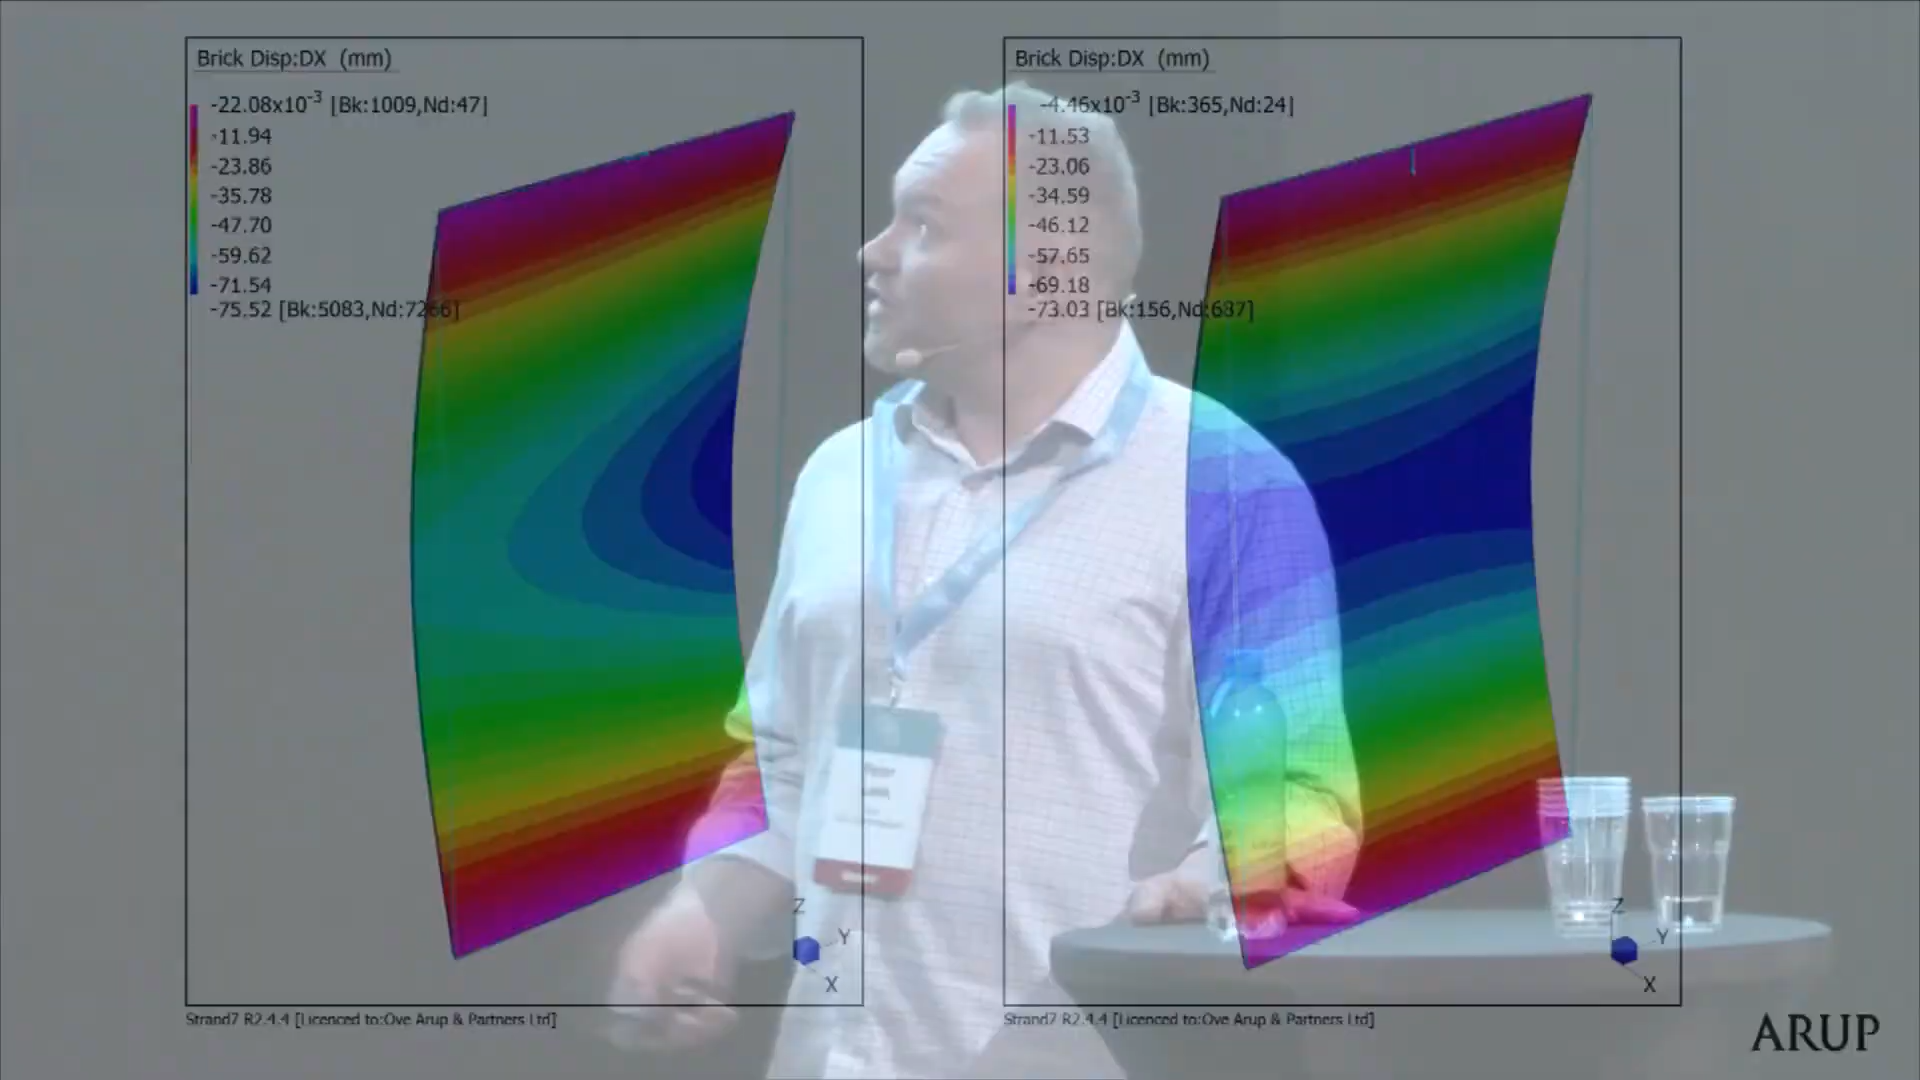 Brick Disp:DX (mm)
-22.08x10-3 [Bk:1009,Nd:47]
-11.94
-23.86
-35.78
-47.70
-59.62
-71.54
-75.52 [Bk:5083,Nd:7266]
Z
Y
X
Strand7 R2.4.4 [Licenced to:Ove Arup & Partners Ltd]
Brick Disp:DX (mm)
-4.46x10-3 [Bk:365,Nd:24]
-11.53
-23.06
-34.59
-46.12
-57.65
-69.18
-73.03 [Bk:156,Nd:687]
Z
Y
X
Strand7 R2.4.4 [Licenced to:Ove Arup & Partners Ltd]
ARUP